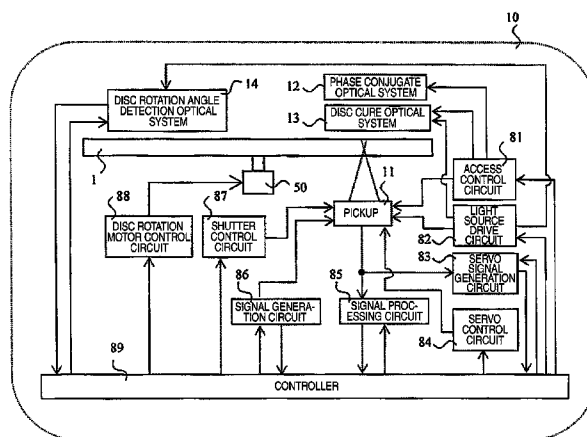 10
14
DISC ROTATION ANGLE
DETECTION OPTICAL
SYSTEM
12
PHASE CONJUGATE
OPTICAL SYSTEM
13
DISC CURE OPTICAL
SYSTEM
1
50
11
PICKUP
81
ACCESS
CONTROL
CIRCUIT
88
DISC ROTATION
MOTOR CONTROL
CIRCUIT
87
SHUTTER
CONTROL
CIRCUIT
LIGHT
SOURCE
DRIVE
CIRCUIT
82
83
SERVO
SIGNAL
GENERATION
CIRCUIT
86
SIGNAL GENERA-
TION CIRCUIT
85
SIGNAL PROC-
ESSING CIRCUIT
SERVO
CONTROL
CIRCUIT
84
89
CONTROLLER